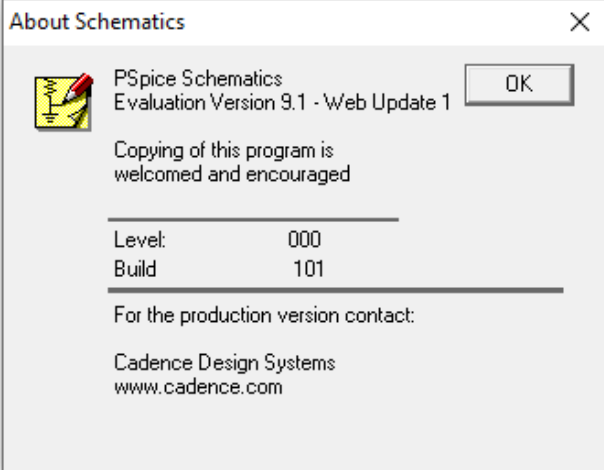 About Schematics
PSpice Schematics
OK
Evaluation Version 9.1 - Web Update 1
Copying of this program is
welcomed and encouraged
Level: 000
Build 101
For the production version contact:
Cadence Design Systems
www.cadence.com